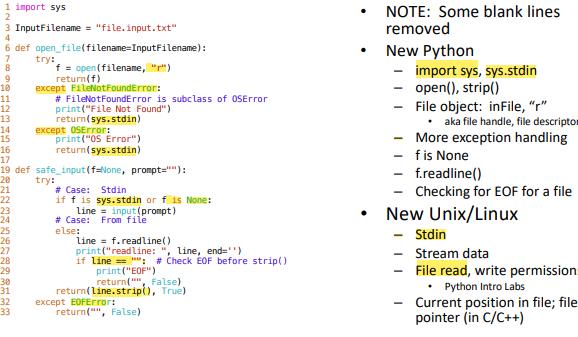 1 import sys
2
3 InputFilename = "file.input.txt"
5
6 def open_file(filename=InputFilename):
7 try:
8 f = open(filename, "r")
9 return(f)
10 except FileNotFoundError:
11 # FileNotFoundError is subclass of OSError
12 print("File Not Found")
13 return(sys.stdin)
14 except OSError:
15 print("OS Error")
16 return(sys.stdin)
17
19 def safe_input(f=None, prompt=""):
20 try:
21 # Case: Stdin
22 if f is sys.stdin or f is None:
23 line = input(prompt)
24 # Case: From file
25 else:
26 line = f.readline()
27 print("readline: ", line, end='')
28 if line == "": # Check EOF before strip()
29 print("EOF")
30 return("", False)
31 return(line.strip(), True)
32 except EOFError:
33 return("", False)
• NOTE: Some blank lines
removed
• New Python
– import sys, sys.stdin
– open(), strip()
– File object: inFile, “r”
• aka file handle, file descriptor
– More exception handling
– f is None
– f.readline()
– Checking for EOF for a file
• New Unix/Linux
– Stdin
– Stream data
– File read, write permissions
• Python Intro Labs
– Current position in file; file
pointer (in C/C++)